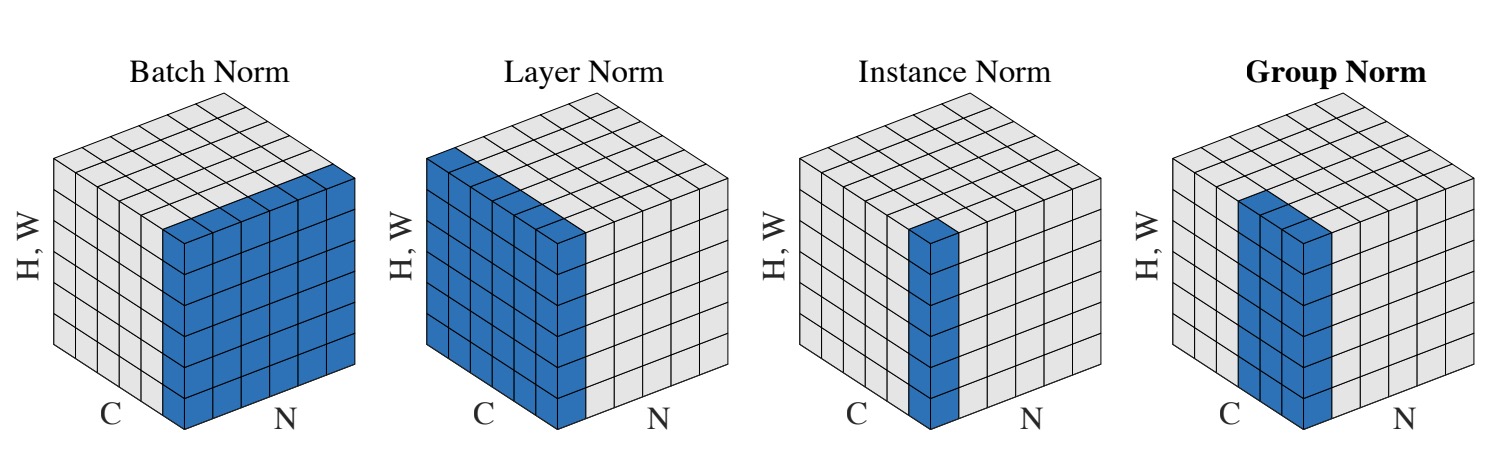 Batch Norm
Layer Norm
Instance Norm
Group Norm
H, W
C
N
H, W
C
N
H, W
C
N
H, W
C
N